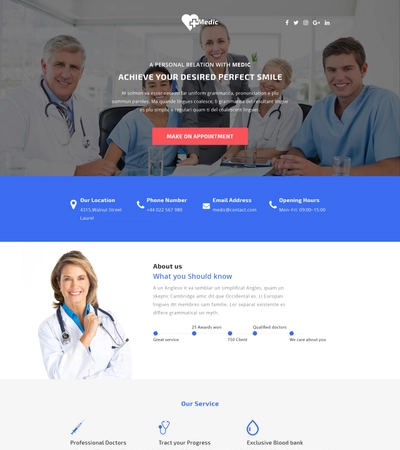 Medic
A PERSONAL RELATION WITH MEDIC
ACHIEVE YOUR DESIRED PERFECT SMILE
At solmen va esser necessi far uniform grammatica, pronunciation e plu
sommun paroles. Ma quande lingues coalesce, li grammatica del resultant lingue
es plu simplic e regulari quam ti del coalescent lingues.
MAKE ON APPOINTMENT
Our Location
4315,Walnut Street
Laurel
Phone Number
+44 022 567 989
Email Address
medic@contact.com
Opening Hours
Mon-Fri: 09:00-15:00
About us
What you Should know
A un Angleso it va semblar un simplificat Angles, quam un
skeptic Cambridge amic dit que Occidental es. Li Europan
lingues dit membres sam familie. Lor separat existentie es
differe grammatical un myth.
25 Awards won
Qualified doctors
Great service
750 Client
We care about you
Our Service
Professional Doctors
Tract your Progress
Exclusive Blood bank